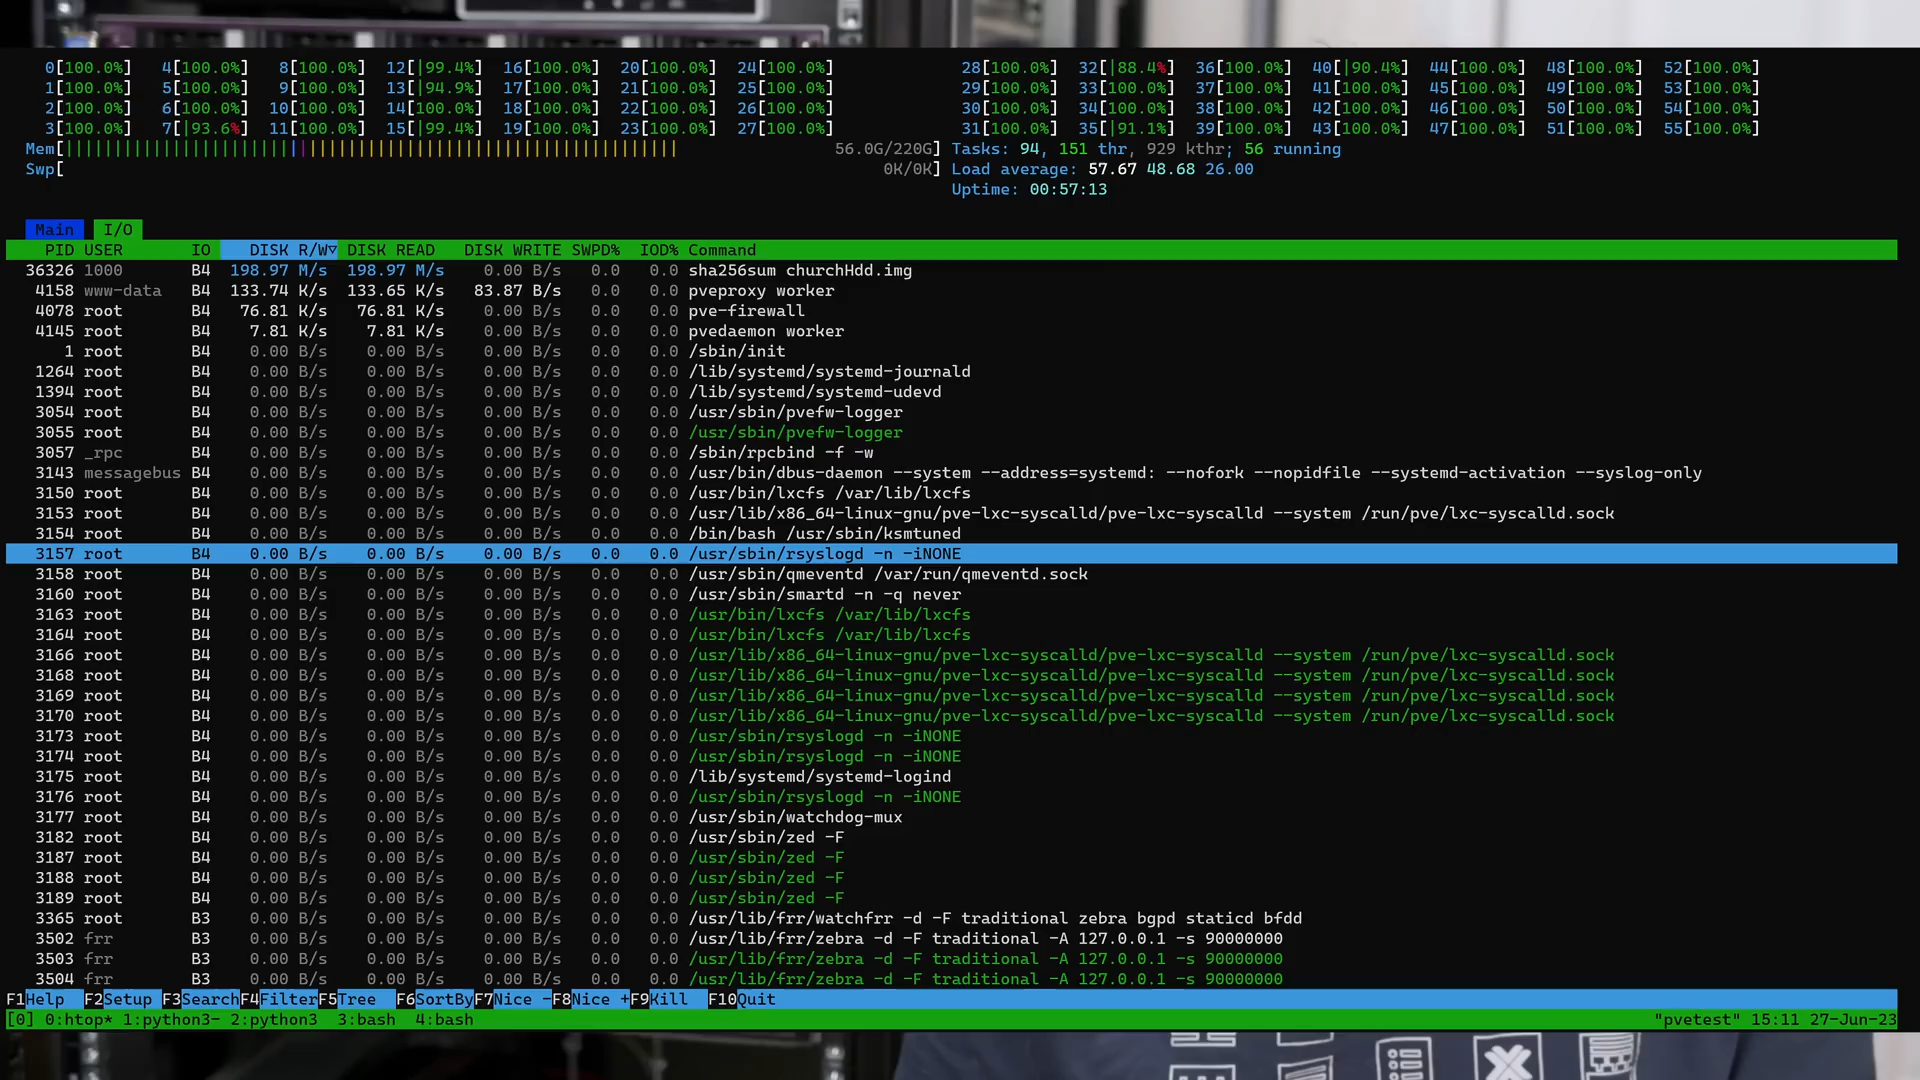 0[100.0%] 4[100.0%] 8[100.0%] 12[|99.4%] 16[100.0%] 20[100.0%] 24[100.0%] 28[100.0%] 32[|88.4%] 36[100.0%] 40[|90.4%] 44[100.0%] 48[100.0%] 52[100.0%]
1[100.0%] 5[100.0%] 9[100.0%] 13[|94.9%] 17[100.0%] 21[100.0%] 25[100.0%] 29[100.0%] 33[100.0%] 37[100.0%] 41[100.0%] 45[100.0%] 49[100.0%] 53[100.0%]
2[100.0%] 6[100.0%] 10[100.0%] 14[100.0%] 18[100.0%] 22[100.0%] 26[100.0%] 30[100.0%] 34[100.0%] 38[100.0%] 42[100.0%] 46[100.0%] 50[100.0%] 54[100.0%]
3[100.0%] 7[|93.6%] 11[100.0%] 15[|99.4%] 19[100.0%] 23[100.0%] 27[100.0%] 31[100.0%] 35[|91.1%] 39[100.0%] 43[100.0%] 47[100.0%] 51[100.0%] 55[100.0%]
Mem[||||||||||||||||||||||||||||||||||||||||||||||||||||||||||||||| 56.0G/220G] Tasks: 94, 151 thr, 929 kthr; 56 running
Swp[ 0K/0K] Load average: 57.67 48.68 26.00
Uptime: 00:57:13
Main I/O
PID USER IO DISK R/W▽ DISK READ DISK WRITE SWPD% IOD% Command
36326 1000 B4 198.97 M/s 198.97 M/s 0.00 B/s 0.0 0.0 sha256sum churchHdd.img
4158 www-data B4 133.74 K/s 133.65 K/s 83.87 B/s 0.0 0.0 pveproxy worker
4078 root B4 76.81 K/s 76.81 K/s 0.00 B/s 0.0 0.0 pve-firewall
4145 root B4 7.81 K/s 7.81 K/s 0.00 B/s 0.0 0.0 pvedaemon worker
1 root B4 0.00 B/s 0.00 B/s 0.00 B/s 0.0 0.0 /sbin/init
1264 root B4 0.00 B/s 0.00 B/s 0.00 B/s 0.0 0.0 /lib/systemd/systemd-journald
1394 root B4 0.00 B/s 0.00 B/s 0.00 B/s 0.0 0.0 /lib/systemd/systemd-udevd
3054 root B4 0.00 B/s 0.00 B/s 0.00 B/s 0.0 0.0 /usr/sbin/pvefw-logger
3055 root B4 0.00 B/s 0.00 B/s 0.00 B/s 0.0 0.0 /usr/sbin/pvefw-logger
3057 _rpc B4 0.00 B/s 0.00 B/s 0.00 B/s 0.0 0.0 /sbin/rpcbind -f -w
3143 messagebus B4 0.00 B/s 0.00 B/s 0.00 B/s 0.0 0.0 /usr/bin/dbus-daemon --system --address=systemd: --nofork --nopidfile --systemd-activation --syslog-only
3150 root B4 0.00 B/s 0.00 B/s 0.00 B/s 0.0 0.0 /usr/bin/lxcfs /var/lib/lxcfs
3153 root B4 0.00 B/s 0.00 B/s 0.00 B/s 0.0 0.0 /usr/lib/x86_64-linux-gnu/pve-lxc-syscalld/pve-lxc-syscalld --system /run/pve/lxc-syscalld.sock
3154 root B4 0.00 B/s 0.00 B/s 0.00 B/s 0.0 0.0 /bin/bash /usr/sbin/ksmtuned
3157 root B4 0.00 B/s 0.00 B/s 0.00 B/s 0.0 0.0 /usr/sbin/rsyslogd -n -iNONE
3158 root B4 0.00 B/s 0.00 B/s 0.00 B/s 0.0 0.0 /usr/sbin/qmeventd /var/run/qmeventd.sock
3160 root B4 0.00 B/s 0.00 B/s 0.00 B/s 0.0 0.0 /usr/sbin/smartd -n -q never
3163 root B4 0.00 B/s 0.00 B/s 0.00 B/s 0.0 0.0 /usr/bin/lxcfs /var/lib/lxcfs
3164 root B4 0.00 B/s 0.00 B/s 0.00 B/s 0.0 0.0 /usr/bin/lxcfs /var/lib/lxcfs
3166 root B4 0.00 B/s 0.00 B/s 0.00 B/s 0.0 0.0 /usr/lib/x86_64-linux-gnu/pve-lxc-syscalld/pve-lxc-syscalld --system /run/pve/lxc-syscalld.sock
3168 root B4 0.00 B/s 0.00 B/s 0.00 B/s 0.0 0.0 /usr/lib/x86_64-linux-gnu/pve-lxc-syscalld/pve-lxc-syscalld --system /run/pve/lxc-syscalld.sock
3169 root B4 0.00 B/s 0.00 B/s 0.00 B/s 0.0 0.0 /usr/lib/x86_64-linux-gnu/pve-lxc-syscalld/pve-lxc-syscalld --system /run/pve/lxc-syscalld.sock
3170 root B4 0.00 B/s 0.00 B/s 0.00 B/s 0.0 0.0 /usr/lib/x86_64-linux-gnu/pve-lxc-syscalld/pve-lxc-syscalld --system /run/pve/lxc-syscalld.sock
3173 root B4 0.00 B/s 0.00 B/s 0.00 B/s 0.0 0.0 /usr/sbin/rsyslogd -n -iNONE
3174 root B4 0.00 B/s 0.00 B/s 0.00 B/s 0.0 0.0 /usr/sbin/rsyslogd -n -iNONE
3175 root B4 0.00 B/s 0.00 B/s 0.00 B/s 0.0 0.0 /lib/systemd/systemd-logind
3176 root B4 0.00 B/s 0.00 B/s 0.00 B/s 0.0 0.0 /usr/sbin/rsyslogd -n -iNONE
3177 root B4 0.00 B/s 0.00 B/s 0.00 B/s 0.0 0.0 /usr/sbin/watchdog-mux
3182 root B4 0.00 B/s 0.00 B/s 0.00 B/s 0.0 0.0 /usr/sbin/zed -F
3187 root B4 0.00 B/s 0.00 B/s 0.00 B/s 0.0 0.0 /usr/sbin/zed -F
3188 root B4 0.00 B/s 0.00 B/s 0.00 B/s 0.0 0.0 /usr/sbin/zed -F
3189 root B4 0.00 B/s 0.00 B/s 0.00 B/s 0.0 0.0 /usr/sbin/zed -F
3365 root B3 0.00 B/s 0.00 B/s 0.00 B/s 0.0 0.0 /usr/lib/frr/watchfrr -d -F traditional zebra bgpd staticd bfdd
3502 frr B3 0.00 B/s 0.00 B/s 0.00 B/s 0.0 0.0 /usr/lib/frr/zebra -d -F traditional -A 127.0.0.1 -s 90000000
3503 frr B3 0.00 B/s 0.00 B/s 0.00 B/s 0.0 0.0 /usr/lib/frr/zebra -d -F traditional -A 127.0.0.1 -s 90000000
3504 frr B3 0.00 B/s 0.00 B/s 0.00 B/s 0.0 0.0 /usr/lib/frr/zebra -d -F traditional -A 127.0.0.1 -s 90000000
F1Help F2Setup F3SearchF4FilterF5Tree F6SortByF7Nice -F8Nice +F9Kill F10Quit
[0] 0:htop* 1:python3- 2:python3 3:bash 4:bash "pvetest" 15:11 27-Jun-23